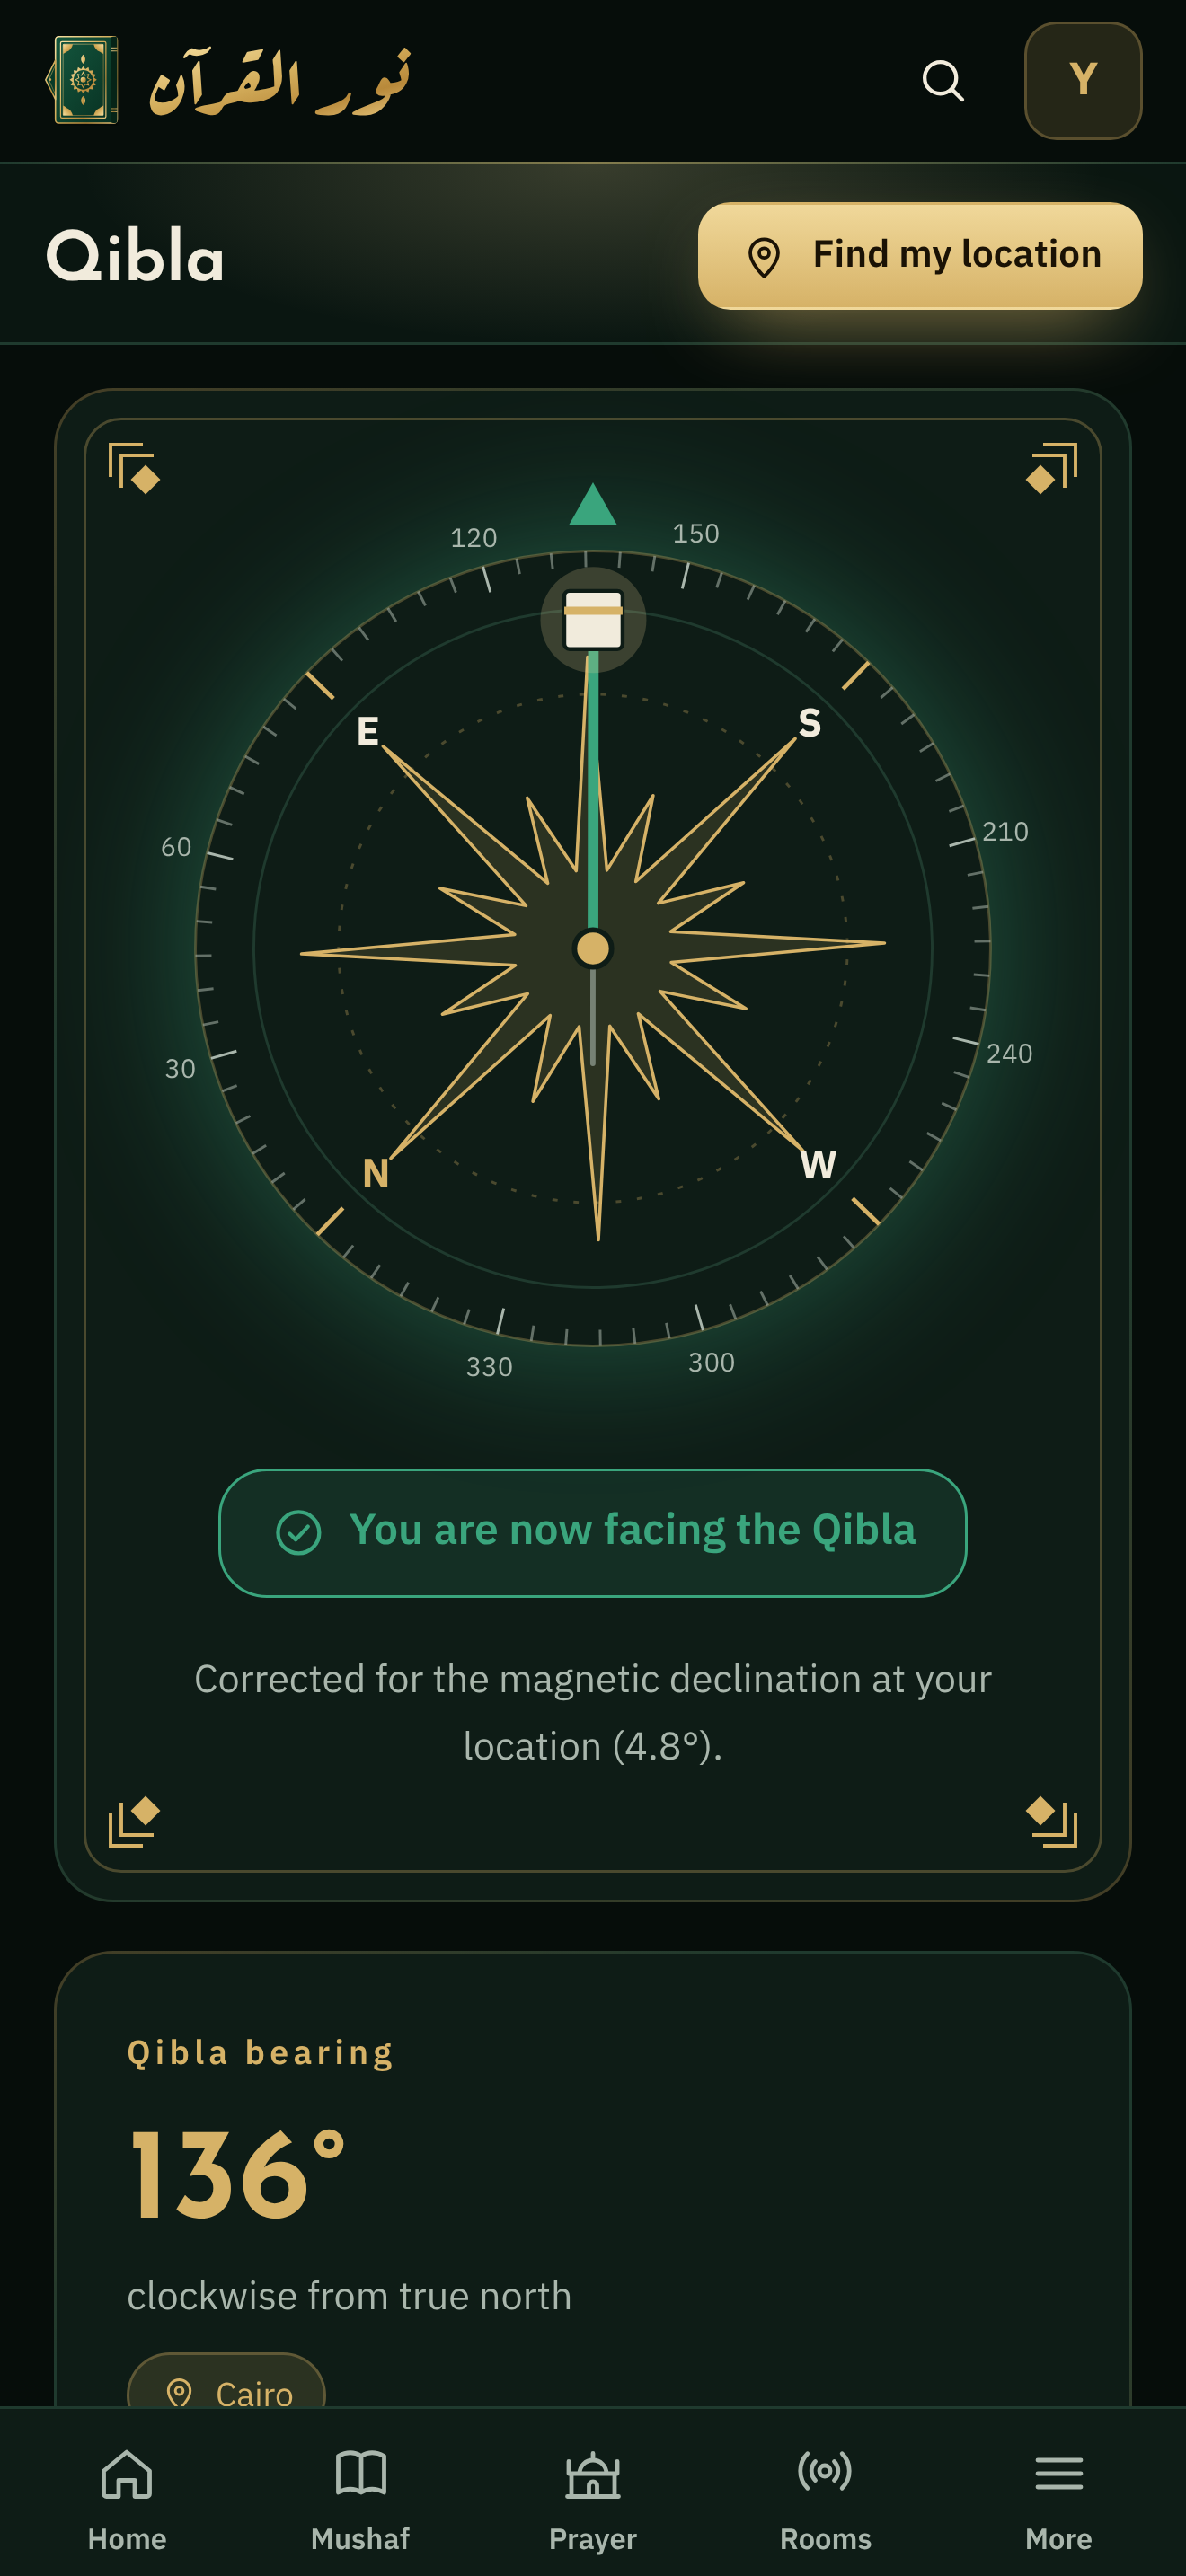 نور القرآن
Y
Qibla
Find my location
120
150
E
S
60
210
30
240
N
W
330
300
You are now facing the Qibla
Corrected for the magnetic declination at your
location (4.8°).
Qibla bearing
136°
clockwise from true north
Cairo
Home
Mushaf
Prayer
Rooms
More